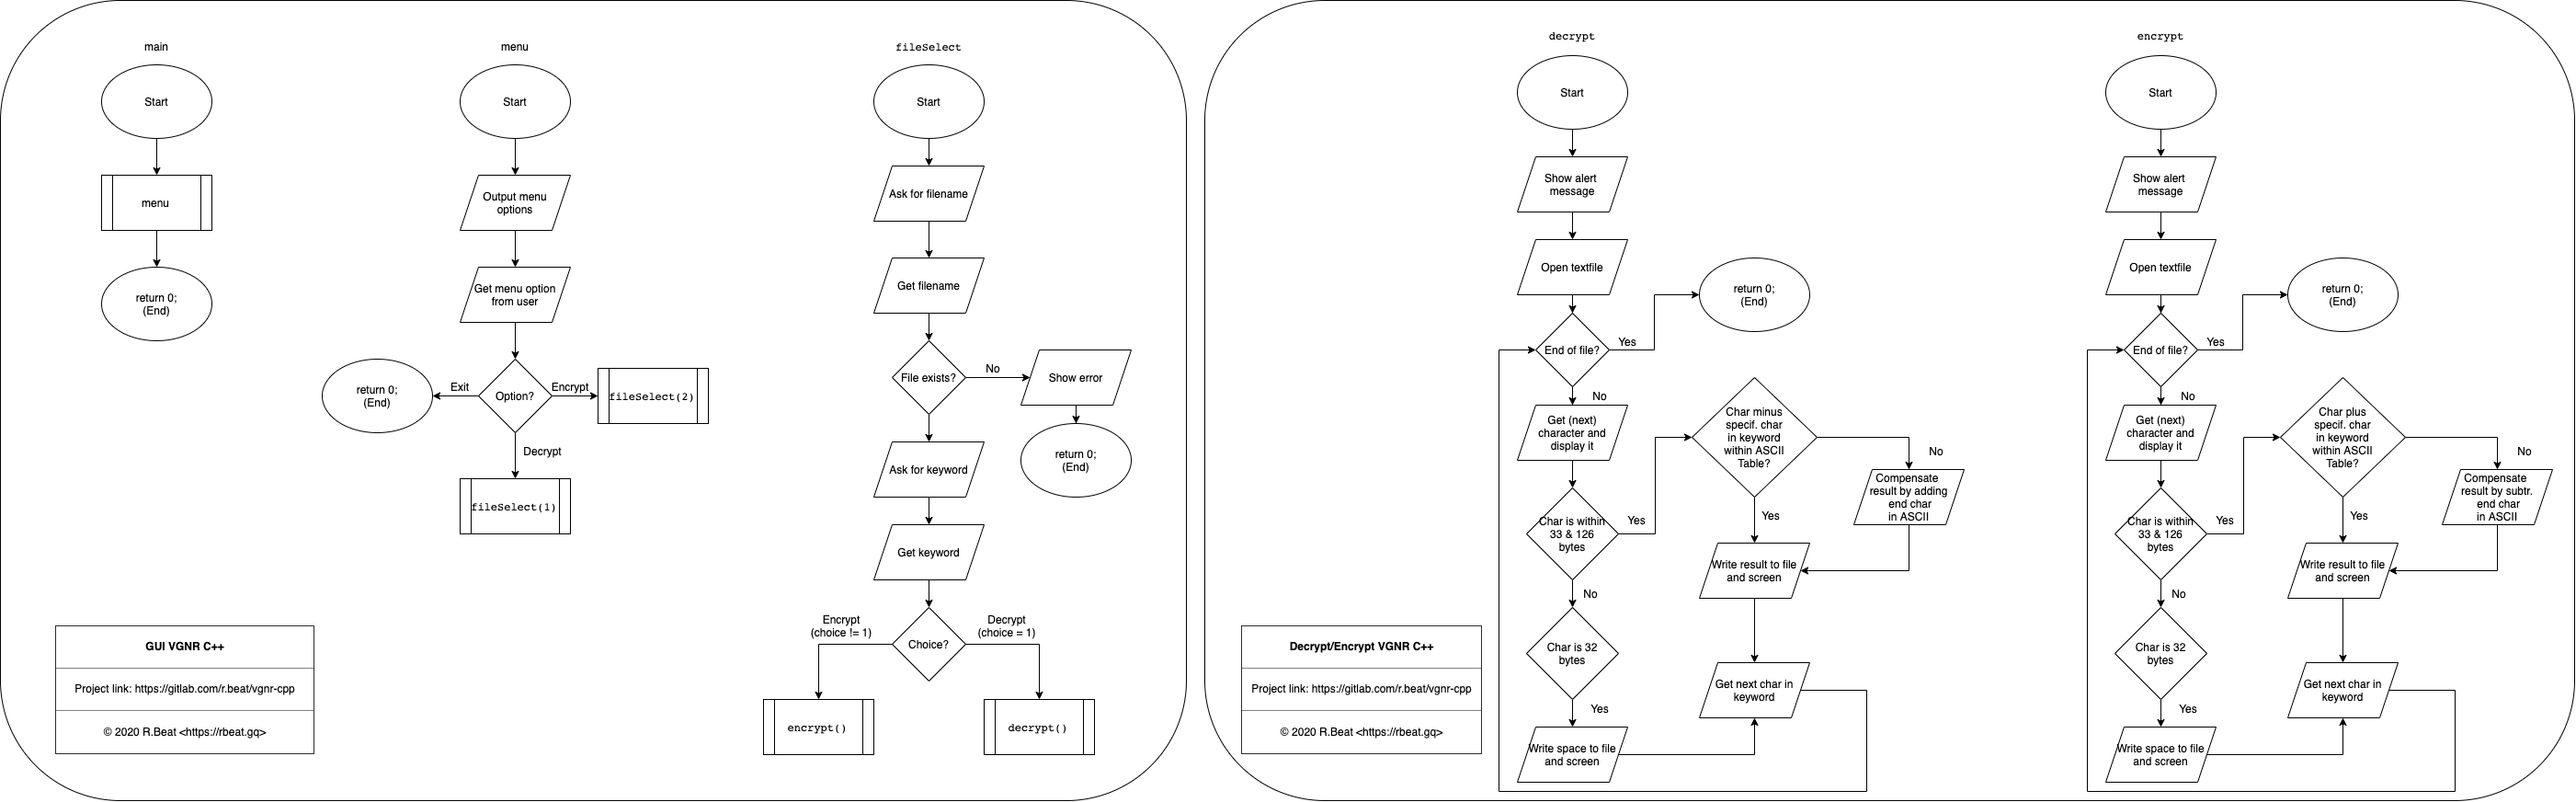 main
Start
menu
return 0;
(End)
menu
Start
Output menu
options
Get menu option
from user
Option?
Exit
return 0;
(End)
Encrypt
fileSelect(2)
Decrypt
fileSelect(1)
fileSelect
Start
Ask for filename
Get filename
File exists?
No
Show error
return 0;
(End)
Ask for keyword
Get keyword
Choice?
Encrypt
(choice != 1)
encrypt()
Decrypt
(choice = 1)
decrypt()
GUI VGNR C++
Project link: https://gitlab.com/r.beat/vgnr-cpp
© 2020 R.Beat <https://rbeat.gq>
decrypt
Start
Show alert
message
Open textfile
End of file?
Yes
return 0;
(End)
No
Get (next)
character and
display it
Char is within
33 & 126
bytes
Yes
Char minus
specif. char
in keyword
within ASCII
Table?
No
Compensate
result by adding
end char
in ASCII
Yes
Write result to file
and screen
No
Char is 32
bytes
Yes
Write space to file
and screen
Get next char in
keyword
Decrypt/Encrypt VGNR C++
Project link: https://gitlab.com/r.beat/vgnr-cpp
© 2020 R.Beat <https://rbeat.gq>
encrypt
Start
Show alert
message
Open textfile
End of file?
Yes
return 0;
(End)
No
Get (next)
character and
display it
Char is within
33 & 126
bytes
Yes
Char plus
specif. char
in keyword
within ASCII
Table?
No
Compensate
result by subtr.
end char
in ASCII
Yes
Write result to file
and screen
No
Char is 32
bytes
Yes
Write space to file
and screen
Get next char in
keyword